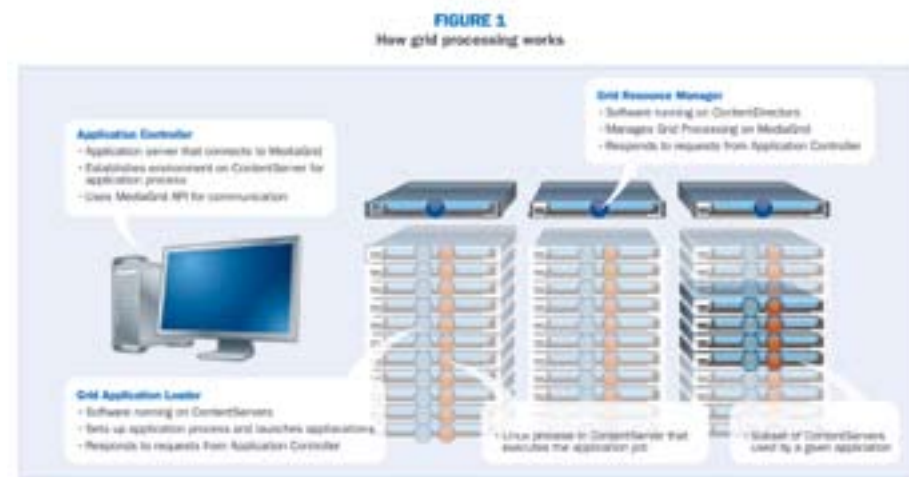 FIGURE 1
How grid processing works
Grid Resource Manager
- Software running on ContentDirectors
- Manages Grid Processing on MediaGrid
- Responds to requests from Application Controller
Application Controller
- Application server that connects to MediaGrid
- Establishes environment on ContentServer for
application process
- Uses MediaGrid API for communication
Grid Application Loader
- Software running on ContentServers
- Sets up application process and launches applications
- Responds to requests from Application Controller
- Linux process in ContentServer that
executes the application job
- Subset of ContentServers
used by a given application